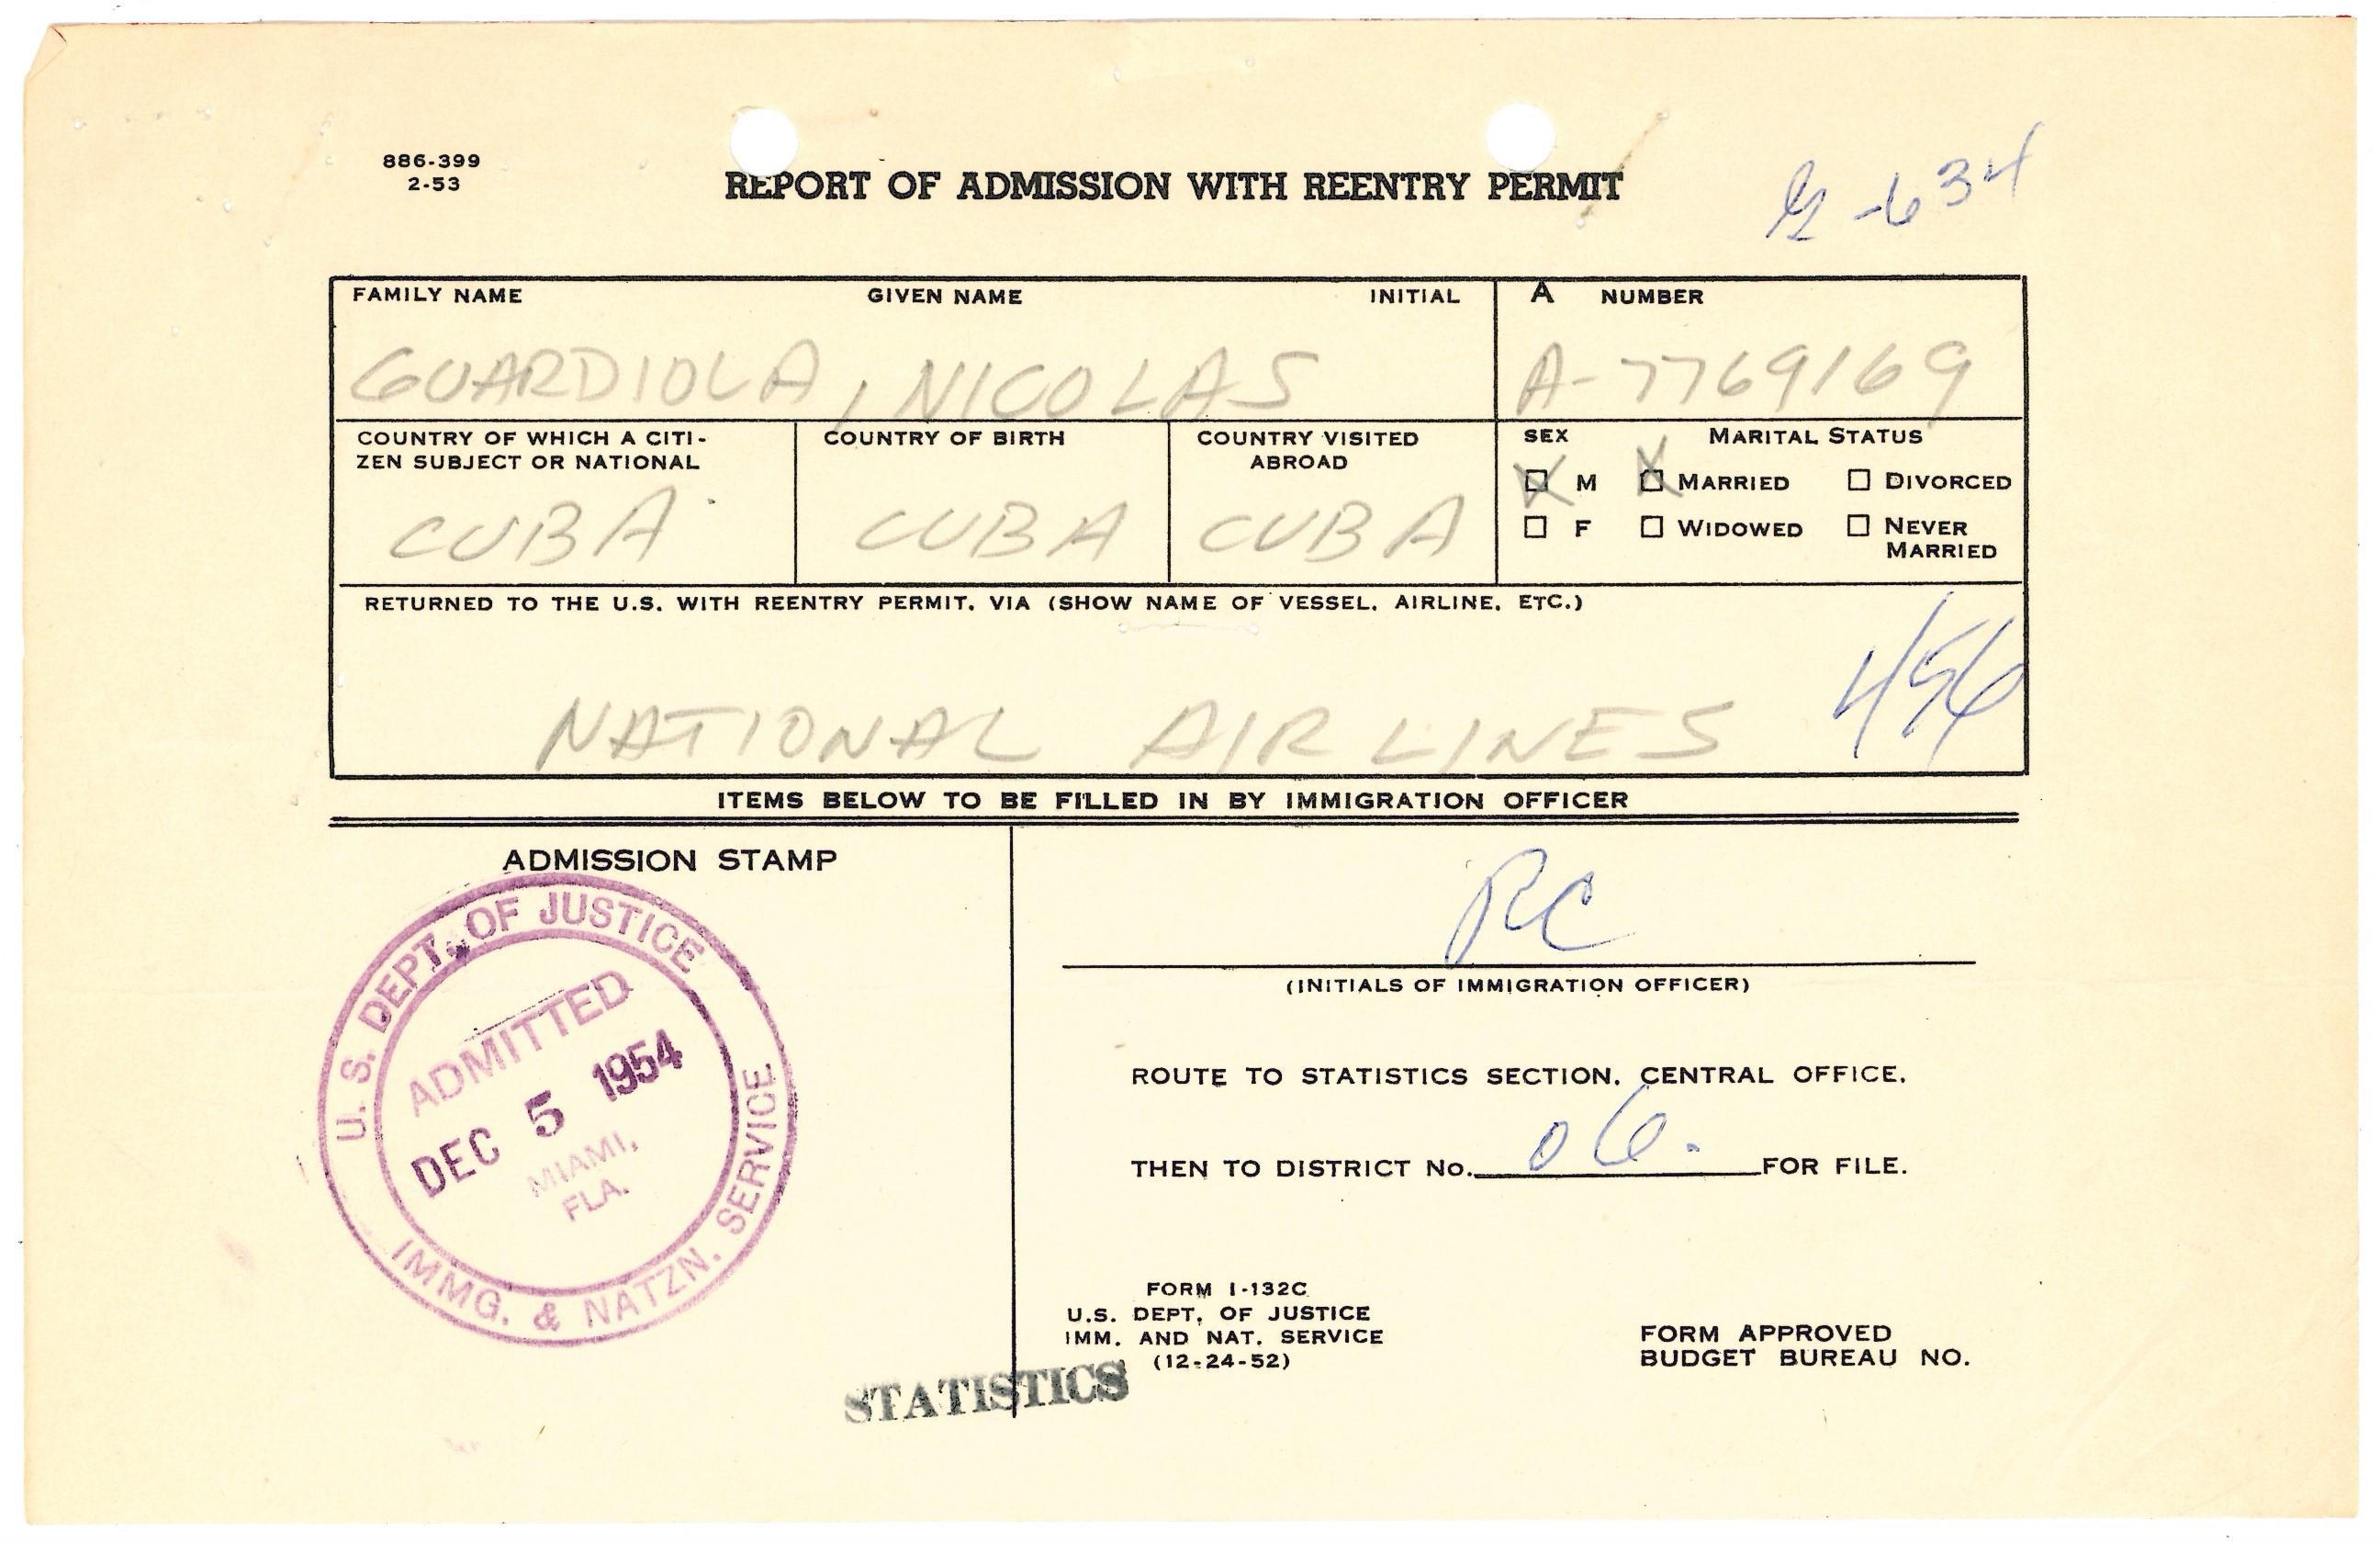 886-399
2-53
REPORT OF ADMISSION WITH REENTRY PERMIT
G-634
FAMILY NAME GIVEN NAME INITIAL A NUMBER
GUARDIOLA, NICOLAS A-7769169
COUNTRY OF WHICH A CITI-
ZEN SUBJECT OR NATIONAL
CUBA
COUNTRY OF BIRTH
CUBA
COUNTRY VISITED
ABROAD
CUBA
SEX MARITAL STATUS
☒ M ☒ MARRIED ☐ DIVORCED
☐ F ☐ WIDOWED ☐ NEVER
MARRIED
RETURNED TO THE U.S. WITH REENTRY PERMIT, VIA (SHOW NAME OF VESSEL, AIRLINE, ETC.)
NATIONAL AIRLINES
456
ITEMS BELOW TO BE FILLED IN BY IMMIGRATION OFFICER
ADMISSION STAMP
U. S. DEPT. OF JUSTICE
IMMG. & NATZN. SERVICE
ADMITTED
DEC 5 1954
MIAMI,
FLA.
RC
(INITIALS OF IMMIGRATION OFFICER)
ROUTE TO STATISTICS SECTION, CENTRAL OFFICE,
THEN TO DISTRICT No. 06. FOR FILE.
FORM I-132C
U.S. DEPT. OF JUSTICE
IMM. AND NAT. SERVICE
(12-24-52)
FORM APPROVED
BUDGET BUREAU NO.
STATISTICS